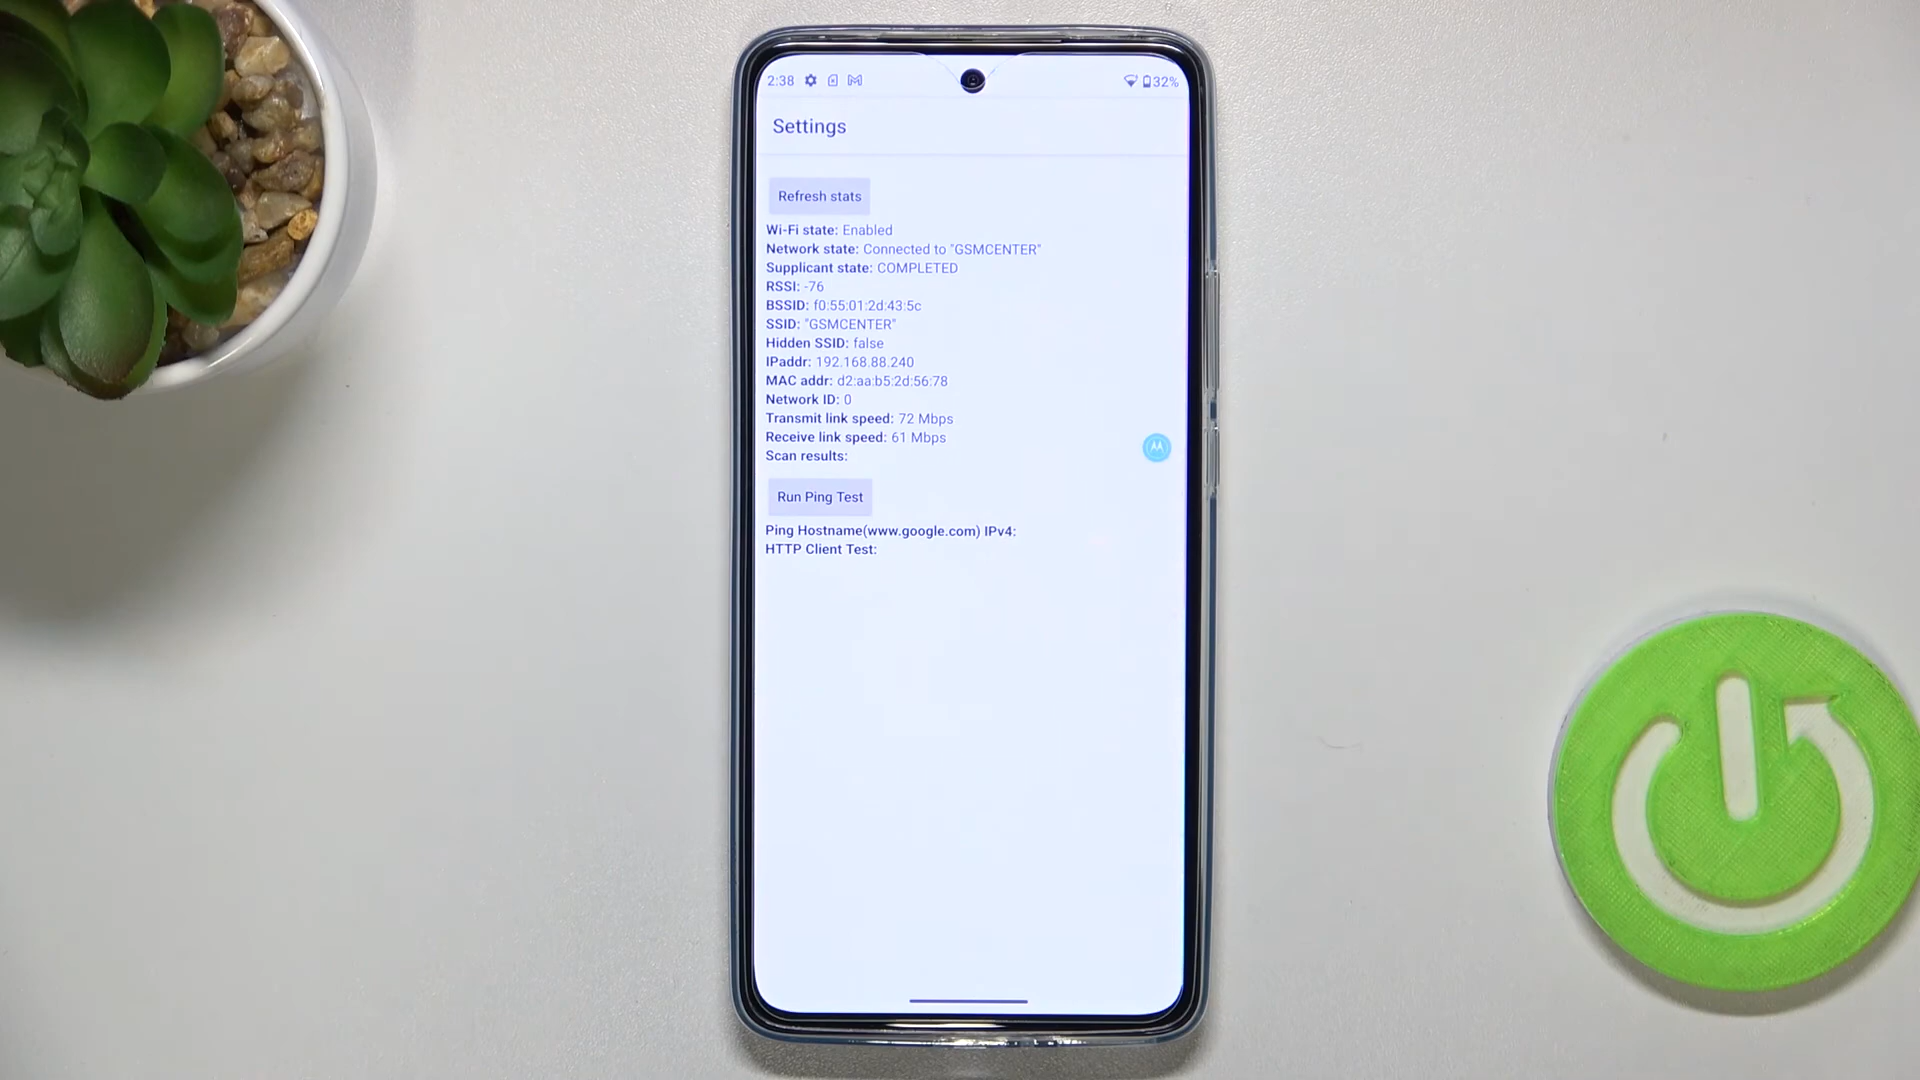 2:38
32%
Settings
Refresh stats
Wi-Fi state: Enabled
Network state: Connected to "GSMCENTER"
Supplicant state: COMPLETED
RSSI: -76
BSSID: f0:55:01:2d:43:5c
SSID: "GSMCENTER"
Hidden SSID: false
IPaddr: 192.168.88.240
MAC addr: d2:aa:b5:2d:56:78
Network ID: 0
Transmit link speed: 72 Mbps
Receive link speed: 61 Mbps
Scan results:
Run Ping Test
Ping Hostname(www.google.com) IPv4:
HTTP Client Test: